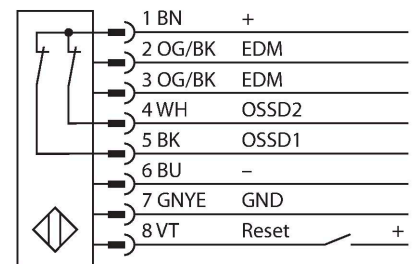 1 BN +
2 OG/BK EDM
3 OG/BK EDM
4 WH OSSD2
5 BK OSSD1
6 BU –
7 GNYE GND
8 VT Reset +